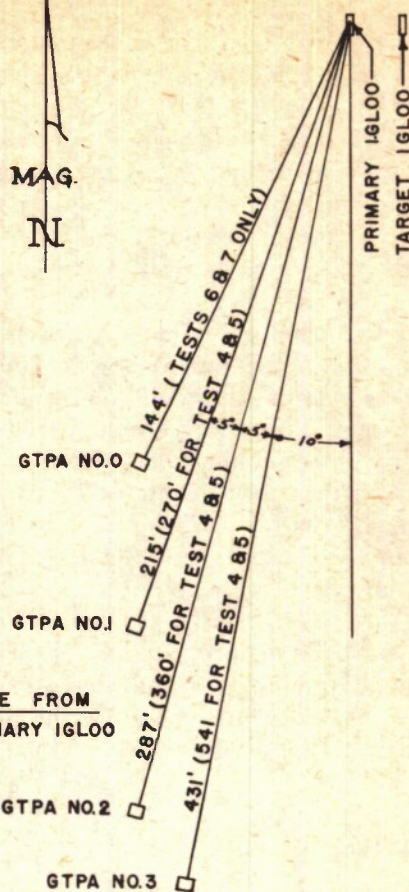 MAG.
N
PRIMARY IGLOO
TARGET IGLOO
144' (TESTS 6 & 7 ONLY)
GTPA NO.0
215' (270' FOR TEST 4 & 5)
5° 5° 10°
GTPA NO.1
287' (360' FOR TEST 4 & 5)
E FROM
ARY IGLOO
431' (541 FOR TEST 4 & 5)
GTPA NO.2
GTPA NO.3